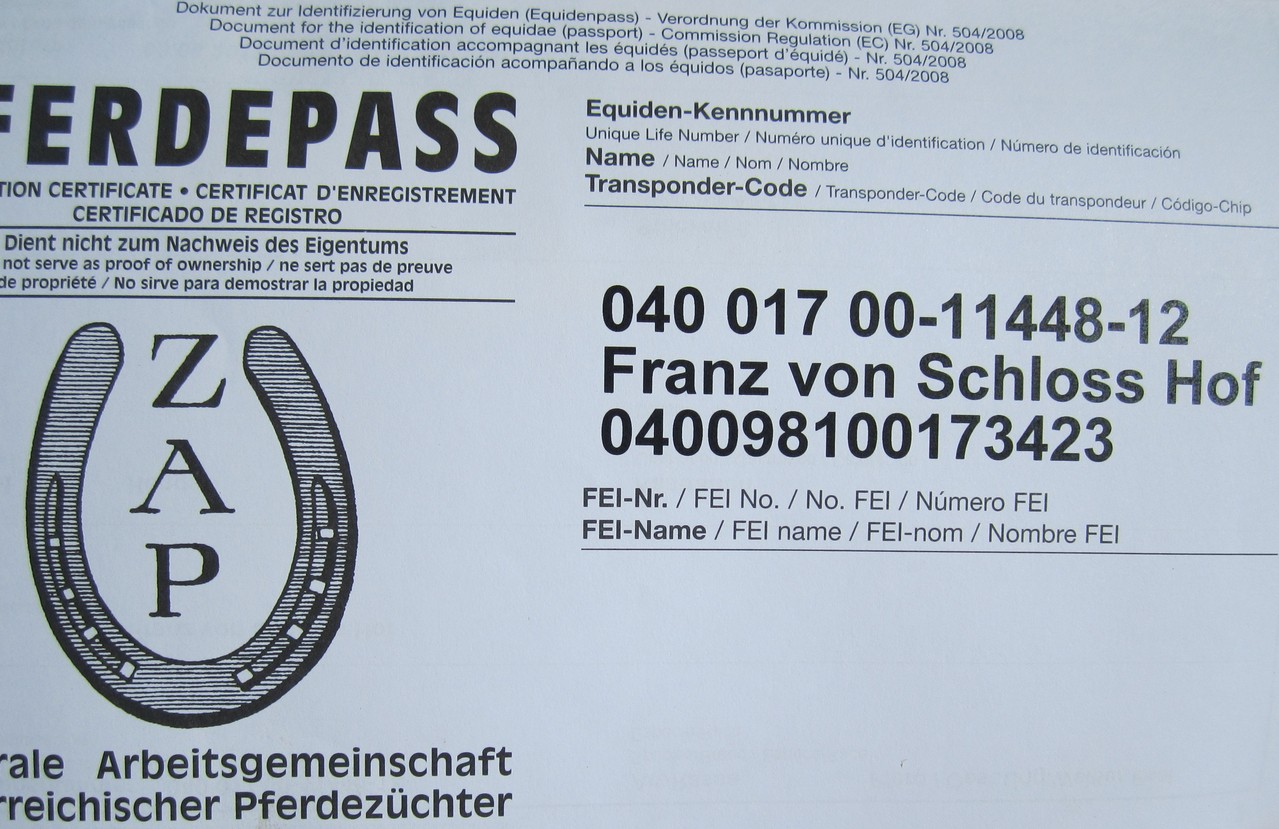 Dokument zur Identifizierung von Equiden (Equidenpass) - Verordnung der Kommission (EG) Nr. 504/2008
Document for the identification of equidae (passport) - Commission Regulation (EC) Nr. 504/2008
Document d'identification accompagnant les équidés (passeport d'équidé) - Nr. 504/2008
Documento de identificación acompañando a los équidos (pasaporte) - Nr. 504/2008
FERDEPASS
TION CERTIFICATE • CERTIFICAT D'ENREGISTREMENT
CERTIFICADO DE REGISTRO
Dient nicht zum Nachweis des Eigentums
not serve as proof of ownership / ne sert pas de preuve
de propriété / No sirve para demostrar la propiedad
Z
A
P
rale Arbeitsgemeinschaft
rreichischer Pferdezüchter
Equiden-Kennnummer
Unique Life Number / Numéro unique d'identification / Número de identificación
Name / Name / Nom / Nombre
Transponder-Code / Transponder-Code / Code du transpondeur / Código-Chip
040 017 00-11448-12
Franz von Schloss Hof
040098100173423
FEI-Nr. / FEI No. / No. FEI / Número FEI
FEI-Name / FEI name / FEI-nom / Nombre FEI